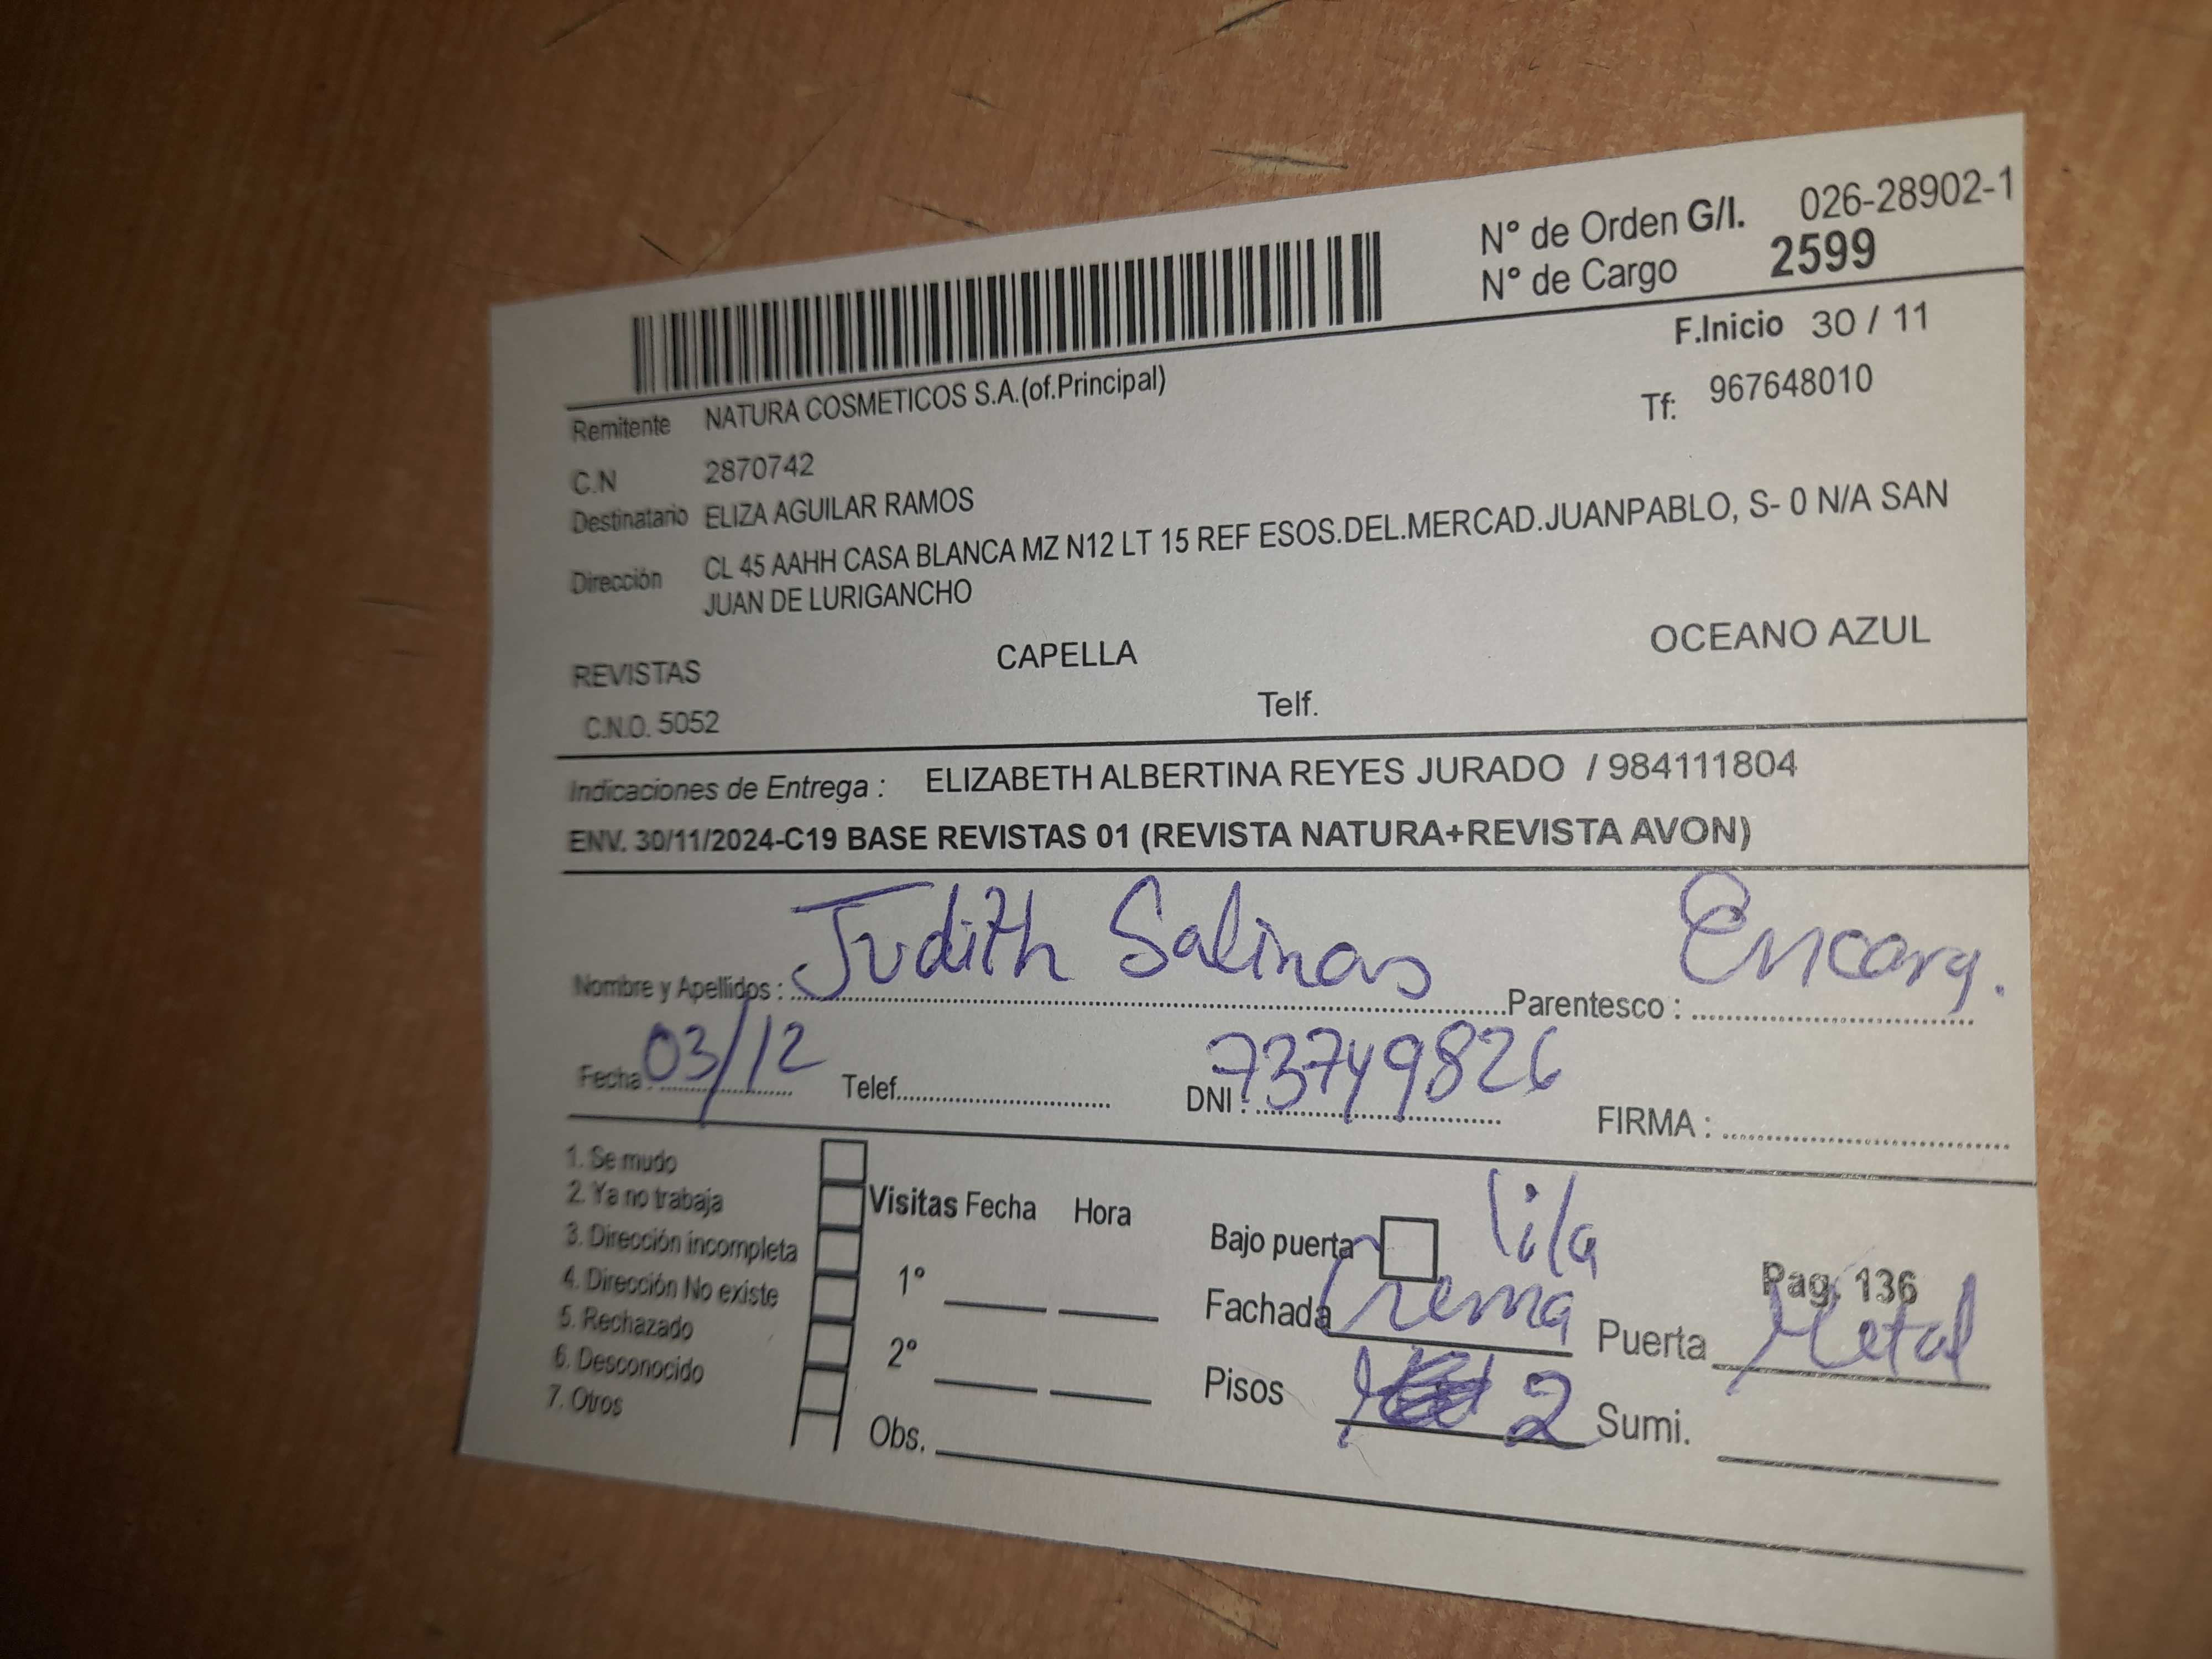 N° de Orden G/I. 026-28902-1
N° de Cargo 2599
F.Inicio 30 / 11
Remitente NATURA COSMETICOS S.A.(of.Principal)
Tf: 967648010
C.N 2870742
Destinatario ELIZA AGUILAR RAMOS
Dirección CL 45 AAHH CASA BLANCA MZ N12 LT 15 REF ESOS.DEL.MERCAD.JUANPABLO, S- 0 N/A SAN
JUAN DE LURIGANCHO
REVISTAS CAPELLA OCEANO AZUL
C.N.O. 5052 Telf.
Indicaciones de Entrega : ELIZABETH ALBERTINA REYES JURADO / 984111804
ENV. 30/11/2024-C19 BASE REVISTAS 01 (REVISTA NATURA+REVISTA AVON)
Nombre y Apellidos : Judith Salinas Parentesco : Encarg.
Fecha : 03/12 Telef. DNI : 73749826 FIRMA :
1. Se mudo
2. Ya no trabaja
3. Dirección incompleta
4. Dirección No existe
5. Rechazado
6. Desconocido
7. Otros
Visitas Fecha Hora
1°
2°
Obs.
Bajo puerta lila
Pag. 136
Fachada Crema Puerta Metal
Pisos 2 Sumi.